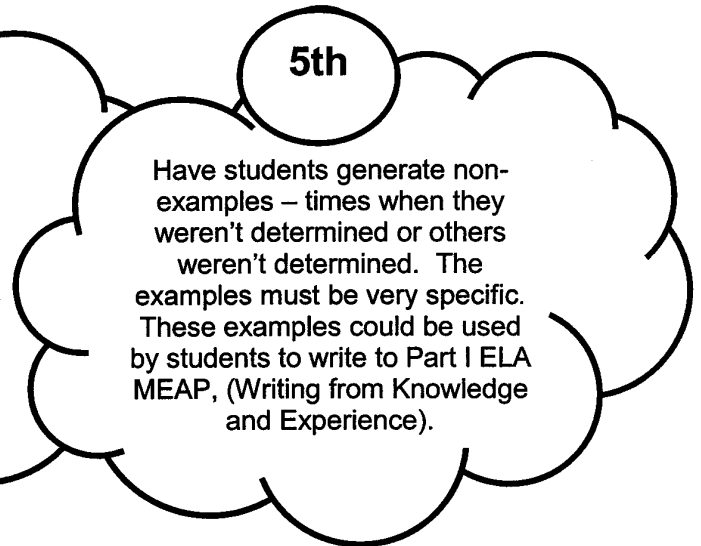 5th
Have students generate non-
examples – times when they
weren't determined or others
weren't determined.  The
examples must be very specific.
These examples could be used
by students to write to Part I ELA
MEAP, (Writing from Knowledge
and Experience).